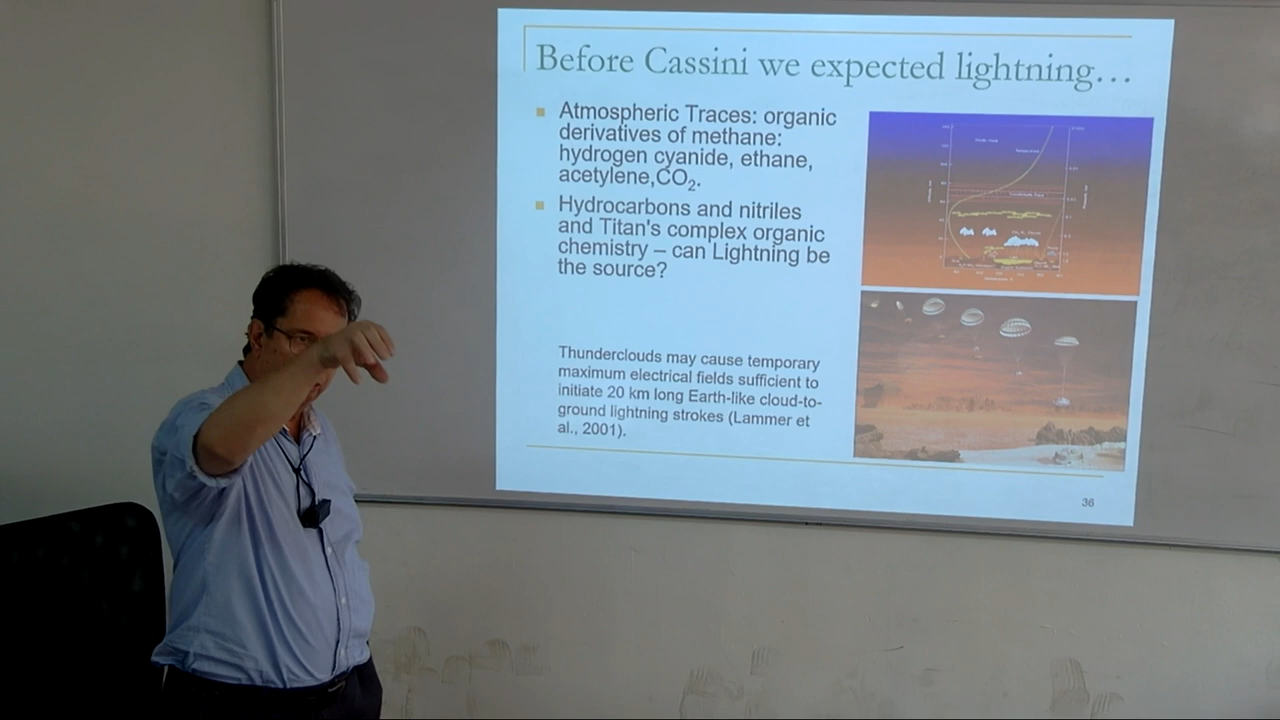 Before Cassini we expected lightning…
Atmospheric Traces: organic
derivatives of methane:
hydrogen cyanide, ethane,
acetylene,CO₂.
Hydrocarbons and nitriles
and Titan's complex organic
chemistry – can Lightning be
the source?
Thunderclouds may cause temporary
maximum electrical fields sufficient to
initiate 20 km long Earth-like cloud-to-
ground lightning strokes (Lammer et
al., 2001).
36